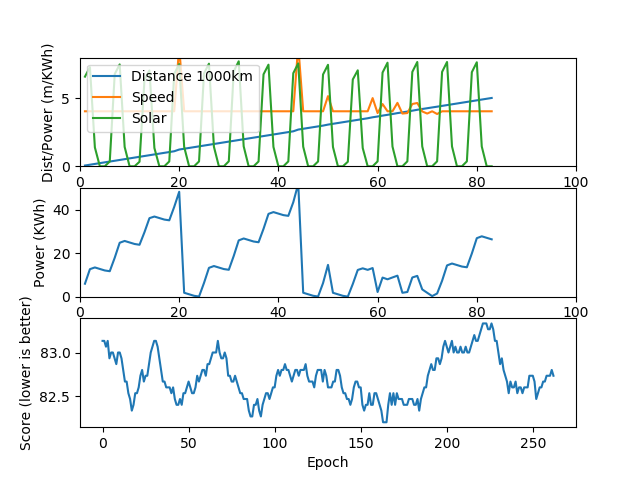 Dist/Power (m/KWh)
5
0
Distance 1000km
Speed
Solar
0 20 40 60 80 100
Power (KWh)
40
20
0
0 20 40 60 80 100
Score (lower is better)
83.0
82.5
0 50 100 150 200 250
Epoch